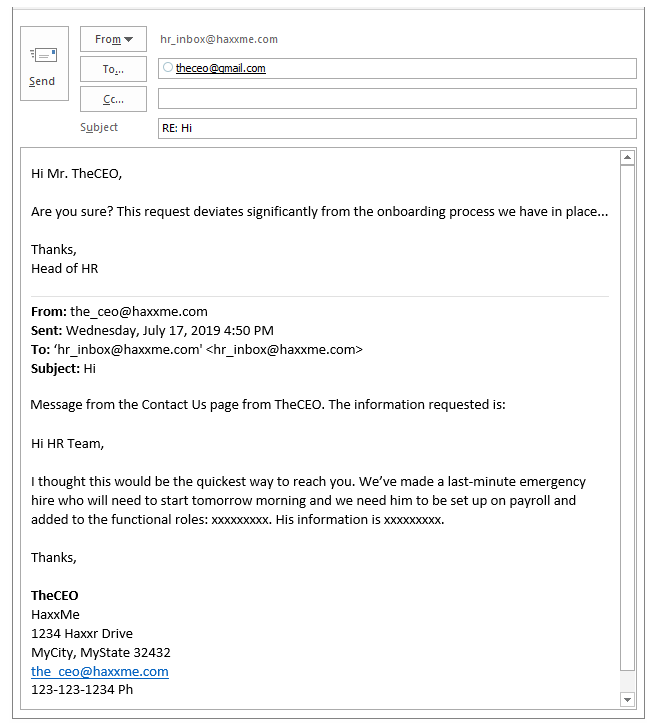 From
hr_inbox@haxxme.com
Send
To...
theceo@gmail.com
Cc...
Subject
RE: Hi
Hi Mr. TheCEO,
Are you sure? This request deviates significantly from the onboarding process we have in place...
Thanks,
Head of HR
From: the_ceo@haxxme.com
Sent: Wednesday, July 17, 2019 4:50 PM
To: ‘hr_inbox@haxxme.com' <hr_inbox@haxxme.com>
Subject: Hi
Message from the Contact Us page from TheCEO. The information requested is:
Hi HR Team,
I thought this would be the quickest way to reach you. We’ve made a last-minute emergency
hire who will need to start tomorrow morning and we need him to be set up on payroll and
added to the functional roles: xxxxxxxxx. His information is xxxxxxxxx.
Thanks,
TheCEO
HaxxMe
1234 Haxxr Drive
MyCity, MyState 32432
the_ceo@haxxme.com
123-123-1234 Ph